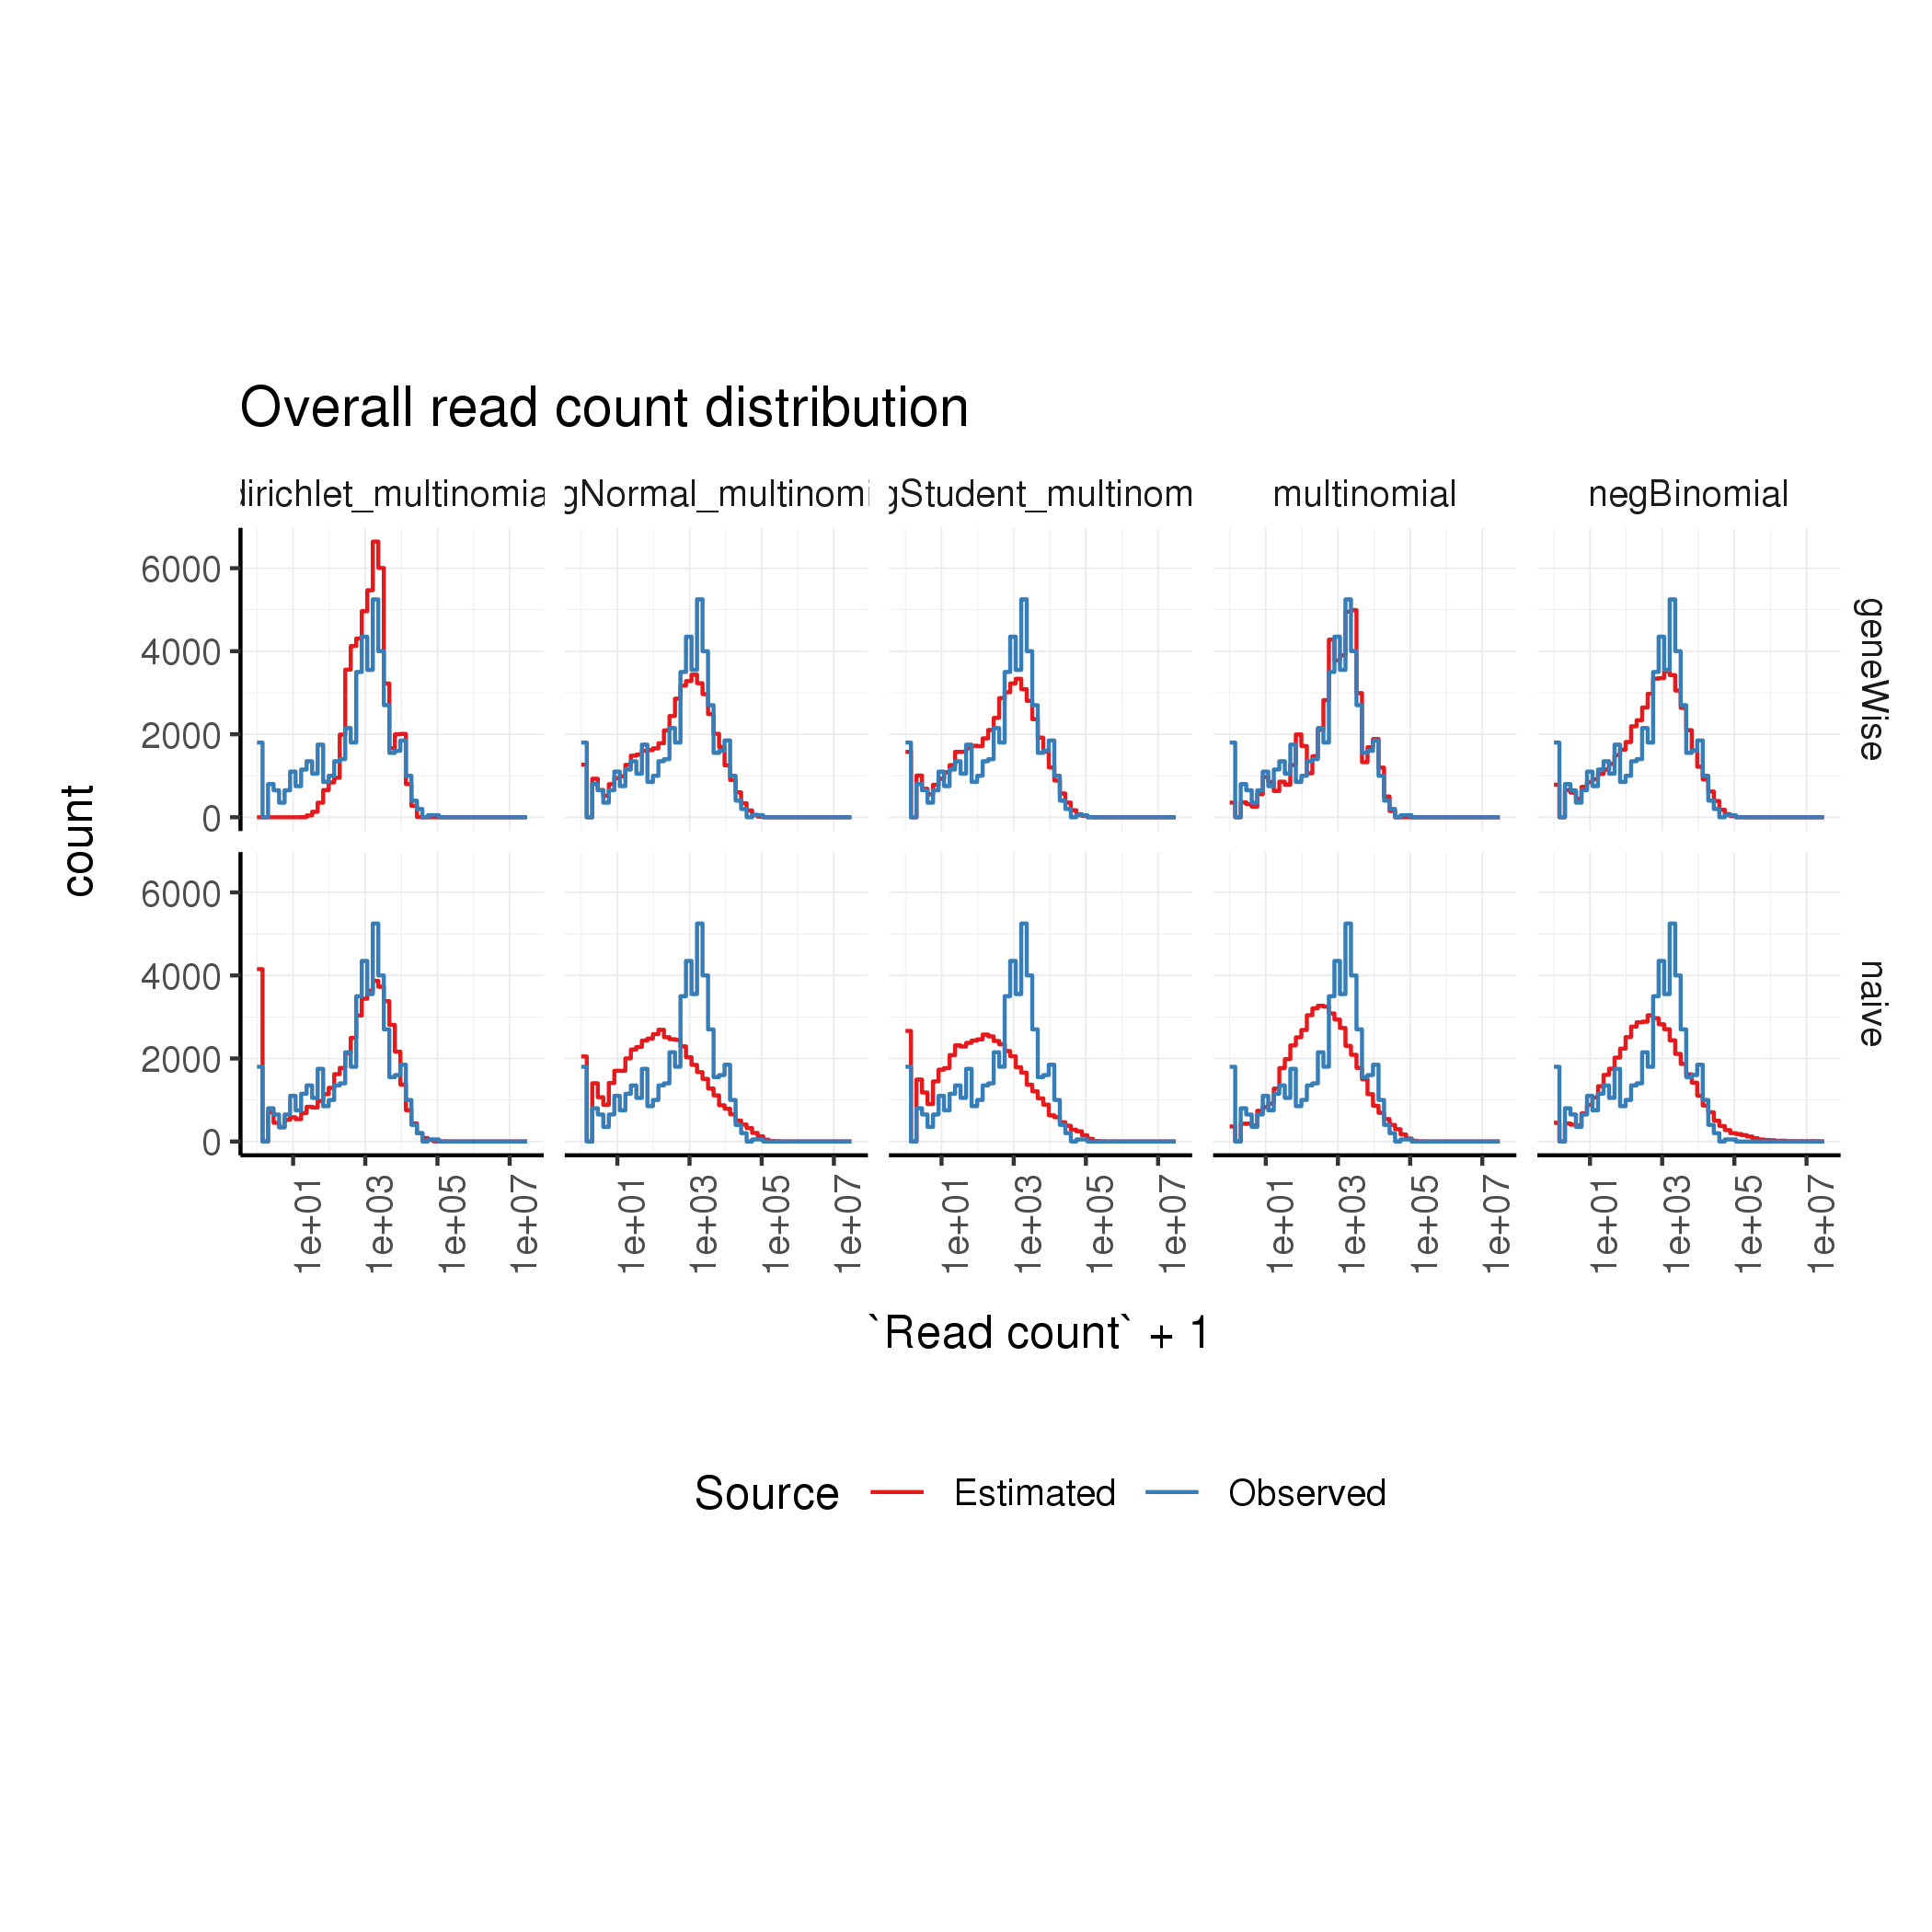 Overall read count distribution
dirichlet_multinomia gNormal_multinomi gStudent_multinom multinomial negBinomial
6000
4000
2000
0
geneWise
count
6000
4000
2000
0
naive
1e+01 1e+03 1e+05 1e+07 1e+01 1e+03 1e+05 1e+07 1e+01 1e+03 1e+05 1e+07 1e+01 1e+03 1e+05 1e+07 1e+01 1e+03 1e+05 1e+07
`Read count` + 1
Source Estimated Observed